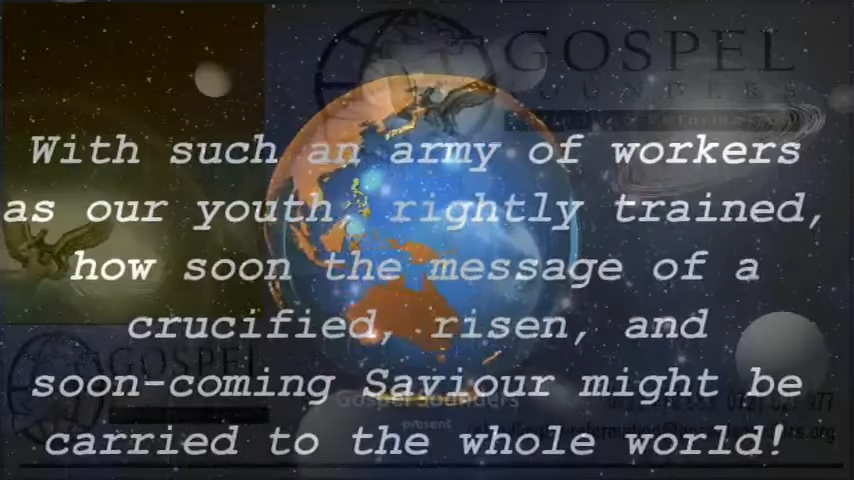 GOSPEL
With such an army of workers
as our youth, rightly trained,
how soon the message of a
crucified, risen, and
soon-coming Saviour might be
carried to the whole world!
GOSPEL
Gospel Sounders
present